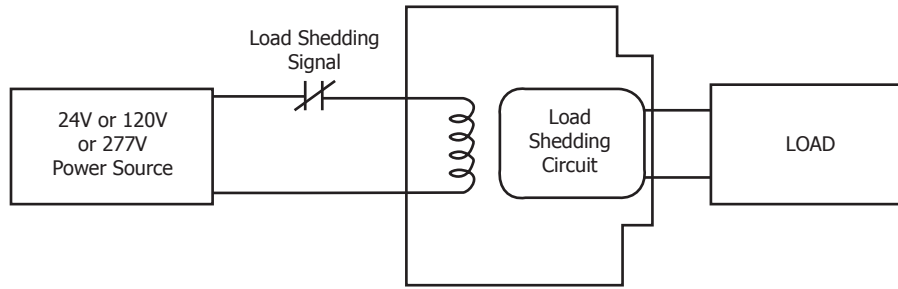 Load Shedding
Signal
24V or 120V
or 277V
Power Source
Load
Shedding
Circuit
LOAD